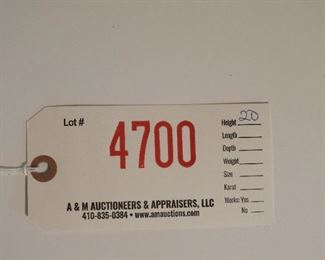 Lot #
4700
Height 20
Length
Depth
Weight
Size
Karat
Works: Yes
No
A & M AUCTIONEERS & APPRAISERS, LLC
410-835-0384 • www.amauctions.com